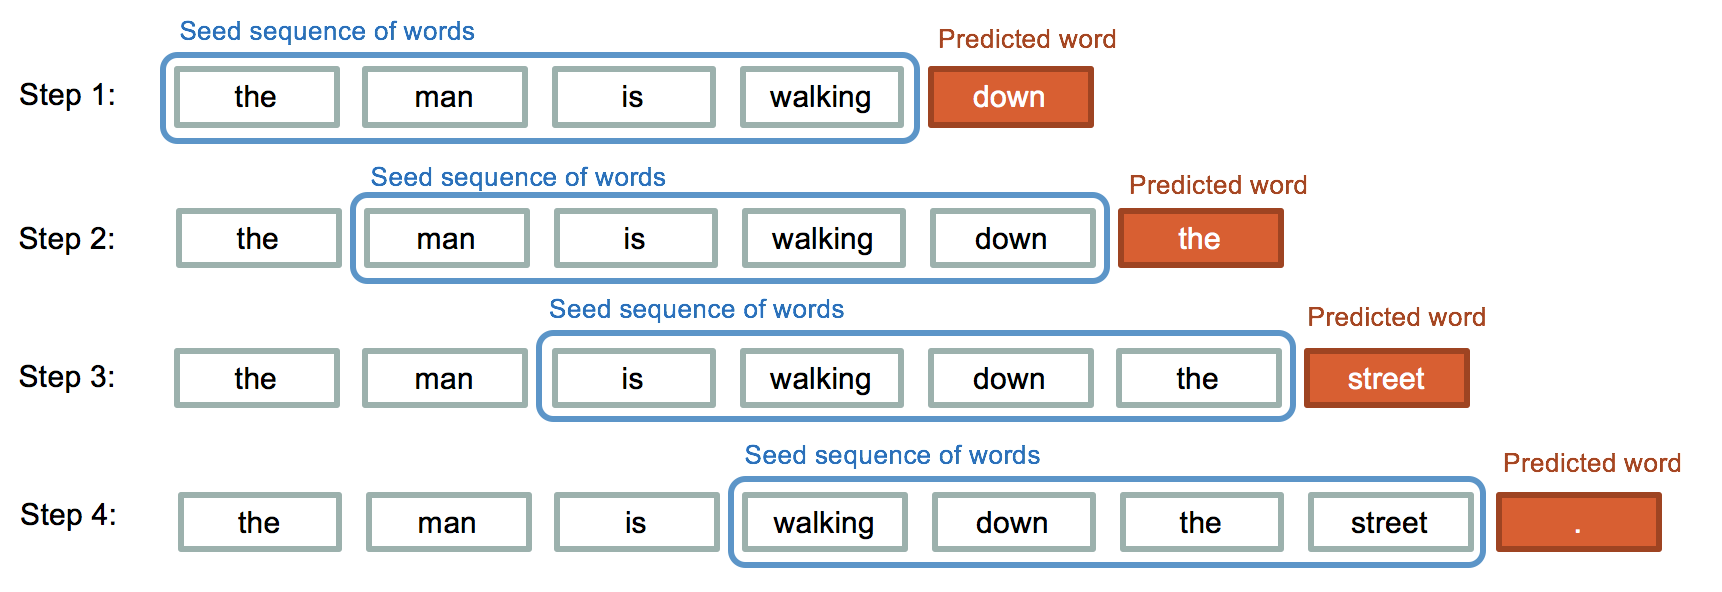 Seed sequence of words
Predicted word
Step 1: the man is walking down
Seed sequence of words
Predicted word
Step 2: the man is walking down the
Seed sequence of words
Predicted word
Step 3: the man is walking down the street
Seed sequence of words
Predicted word
Step 4: the man is walking down the street .